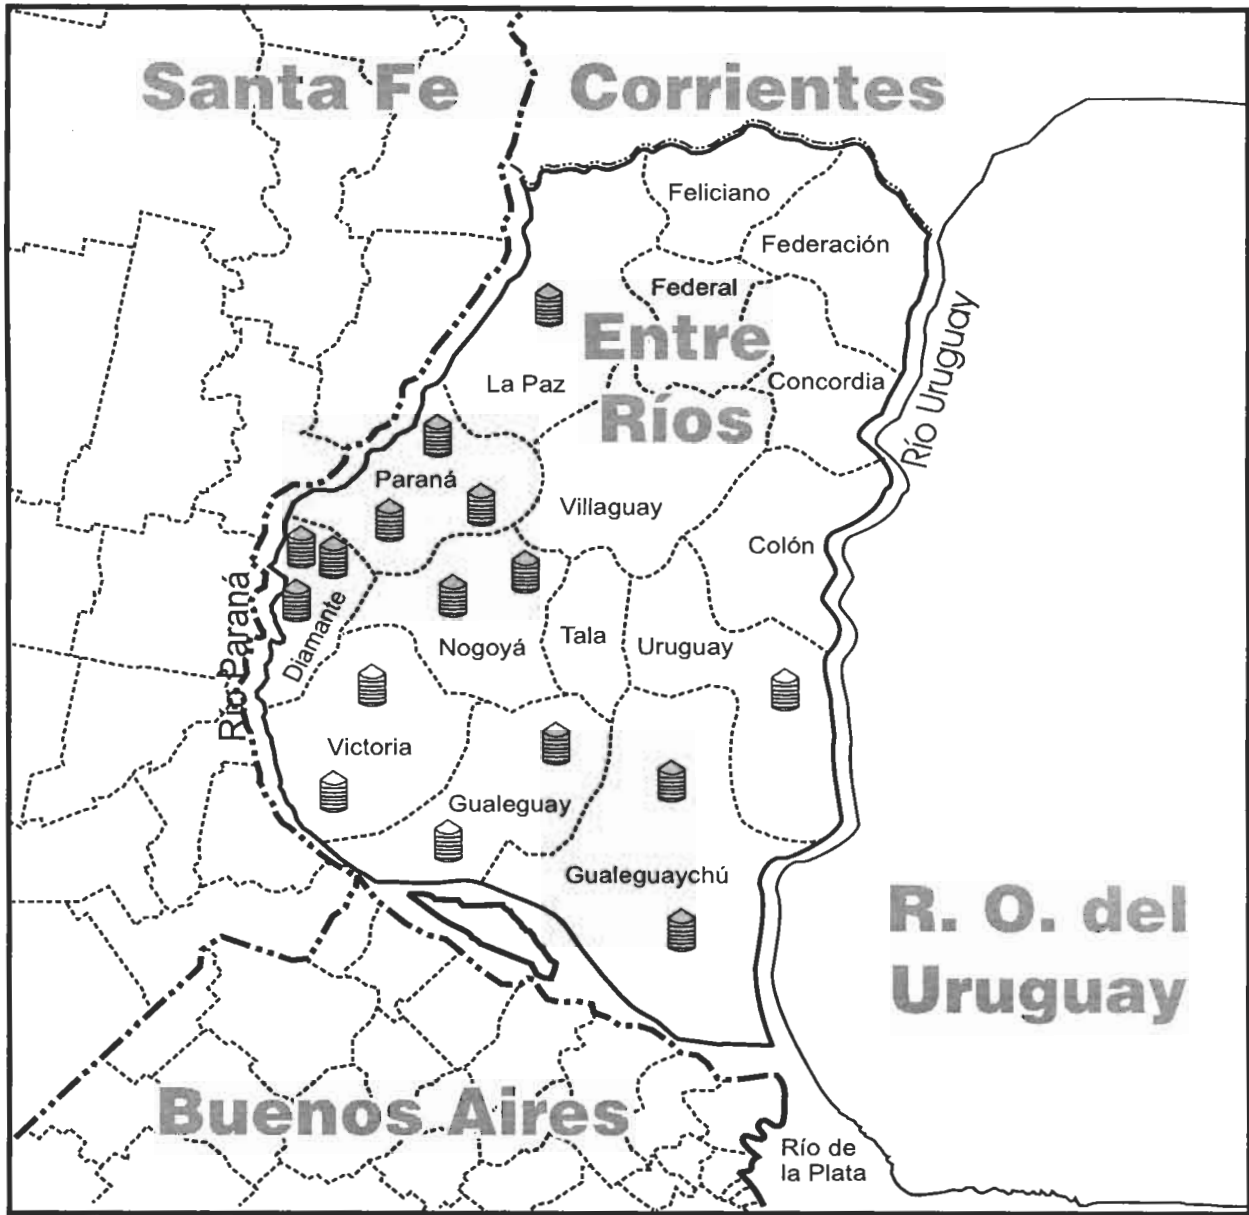 Santa Fe
Corrientes
Feliciano
Federación
Federal
Entre
Ríos
La Paz
Concordia
Río Uruguay
Paraná
Villaguay
Colón
Río Paraná
Diamante
Nogoyá
Tala
Uruguay
Victoria
Gualeguay
Gualeguaychú
R. O. del
Uruguay
Buenos Aires
Río de
la Plata